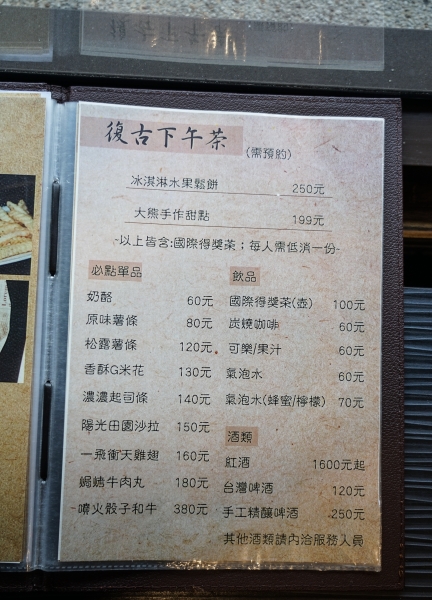 復古下午茶
(需預約)
冰淇淋水果鬆餅 250元
大熊手作甜點 199元
~以上皆含:國際得獎茶；每人需低消一份~
必點單品
奶酪 60元
原味薯條 80元
松露薯條 120元
香酥G米花 130元
濃濃起司條 140元
陽光田園沙拉 150元
一飛衝天雞翅 160元
娓娓牛肉丸 180元
噴火骰子和牛 380元
飲品
國際得獎茶(壺) 100元
炭燒咖啡 60元
可樂/果汁 60元
氣泡水 60元
氣泡水(蜂蜜/檸檬) 70元
酒類
紅酒 1600元起
台灣啤酒 120元
手工精釀啤酒 250元
其他酒類請內洽服務人員